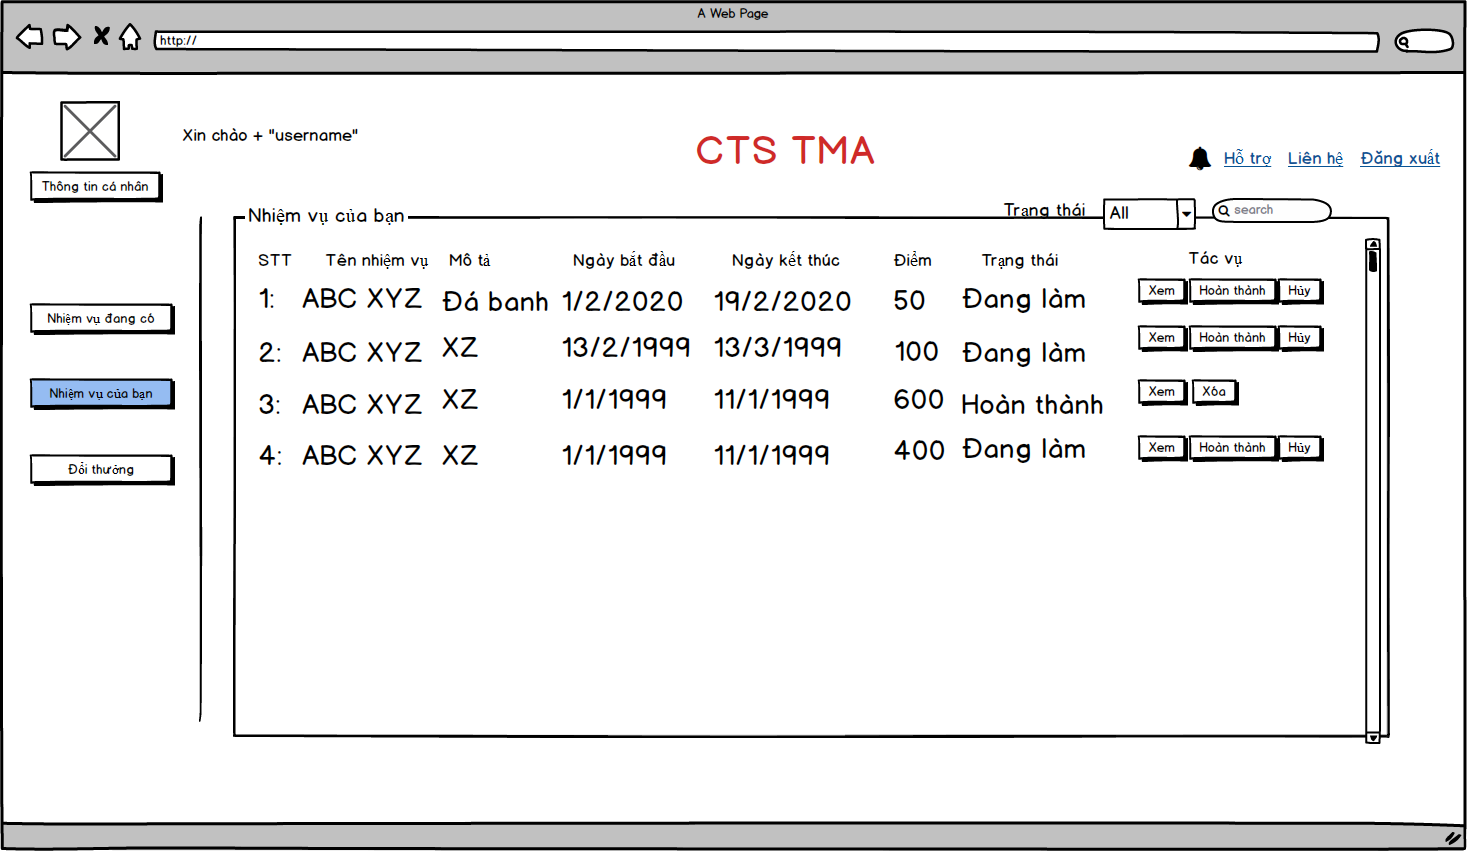 A Web Page
http://
Xin chào + "username"
CTS TMA
Hỗ trợ Liên hệ Đăng xuất
Thông tin cá nhân
Nhiệm vụ của bạn Trạng thái All search
STT Tên nhiệm vụ Mô tả Ngày bắt đầu Ngày kết thúc Điểm Trạng thái Tác vụ
1: ABC XYZ Đá banh 1/2/2020 19/2/2020 50 Đang làm Xem Hoàn thành Hủy
Nhiệm vụ đang có
2: ABC XYZ XZ 13/2/1999 13/3/1999 100 Đang làm Xem Hoàn thành Hủy
Nhiệm vụ của bạn
3: ABC XYZ XZ 1/1/1999 11/1/1999 600 Hoàn thành Xem Xóa
4: ABC XYZ XZ 1/1/1999 11/1/1999 400 Đang làm Xem Hoàn thành Hủy
Đổi thưởng